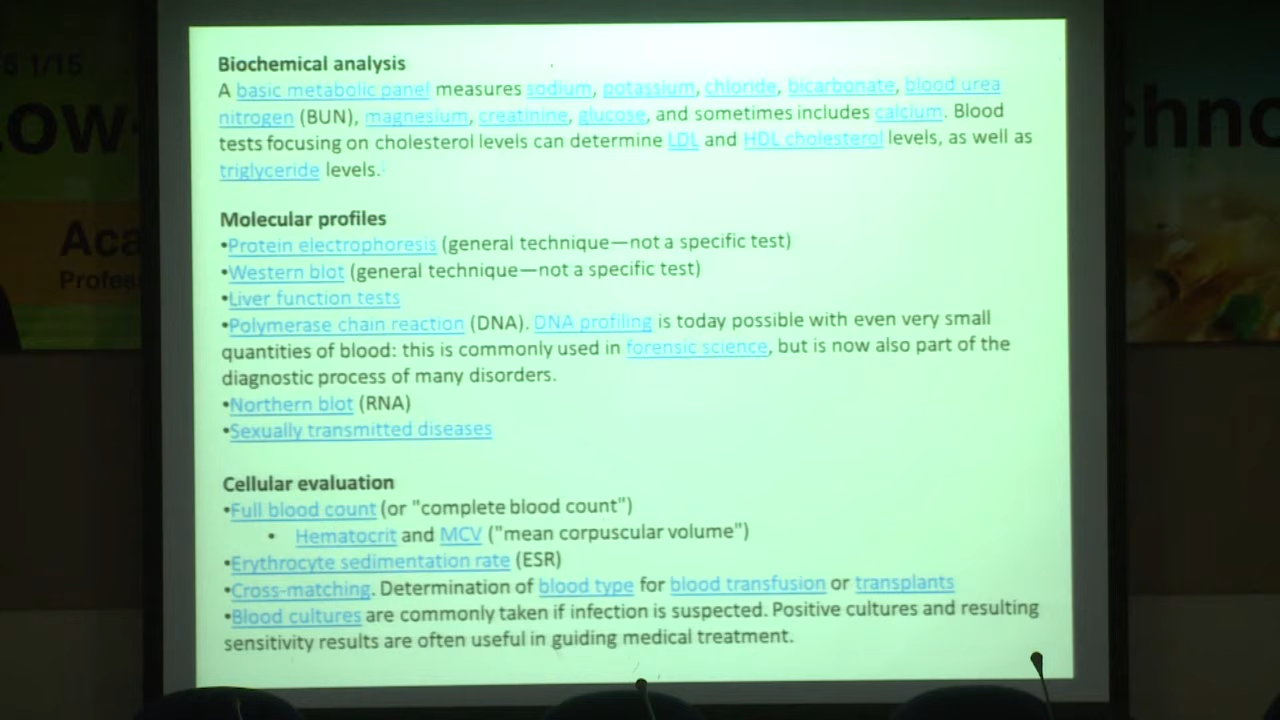 5 1/15
Low-
Aca
Profes
chno
Biochemical analysis
A basic metabolic panel measures sodium, potassium, chloride, bicarbonate, blood urea
nitrogen (BUN), magnesium, creatinine, glucose, and sometimes includes calcium. Blood
tests focusing on cholesterol levels can determine LDL and HDL cholesterol levels, as well as
triglyceride levels.
Molecular profiles
•Protein electrophoresis (general technique—not a specific test)
•Western blot (general technique—not a specific test)
•Liver function tests
•Polymerase chain reaction (DNA). DNA profiling is today possible with even very small
quantities of blood: this is commonly used in forensic science, but is now also part of the
diagnostic process of many disorders.
•Northern blot (RNA)
•Sexually transmitted diseases
Cellular evaluation
•Full blood count (or "complete blood count")
• Hematocrit and MCV ("mean corpuscular volume")
•Erythrocyte sedimentation rate (ESR)
•Cross-matching. Determination of blood type for blood transfusion or transplants
•Blood cultures are commonly taken if infection is suspected. Positive cultures and resulting
sensitivity results are often useful in guiding medical treatment.